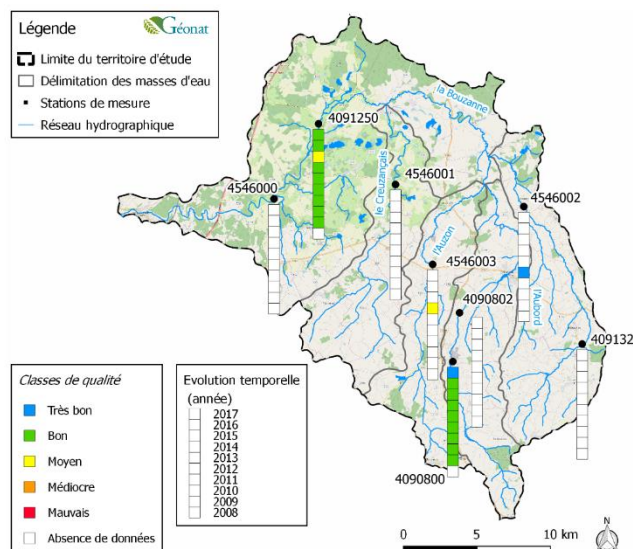 Légende
Géonat
Limite du territoire d'étude
Délimitation des masses d'eau
Stations de mesure
Réseau hydrographique
la Bouzanne
4091250
le Creuzançais
4546001
4546000
4546002
l'Auzon
4546003
4090802
l'Aubord
409132
4090800
Classes de qualité
Très bon
Bon
Moyen
Médiocre
Mauvais
Absence de données
Evolution temporelle
(année)
2017
2016
2015
2014
2013
2012
2011
2010
2009
2008
N
0 5 10 km